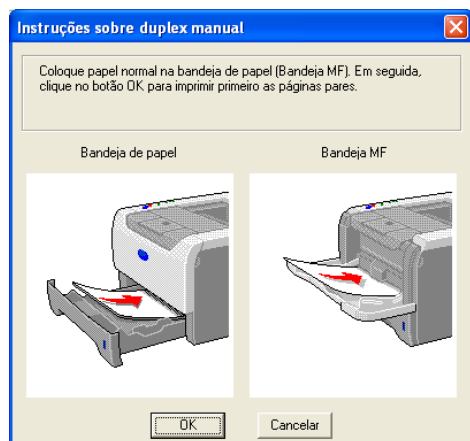 Instruções sobre duplex manual
Coloque papel normal na bandeja de papel (Bandeja MF). Em seguida,
clique no botão OK para imprimir primeiro as páginas pares.
Bandeja de papel
Bandeja MF
OK
Cancelar